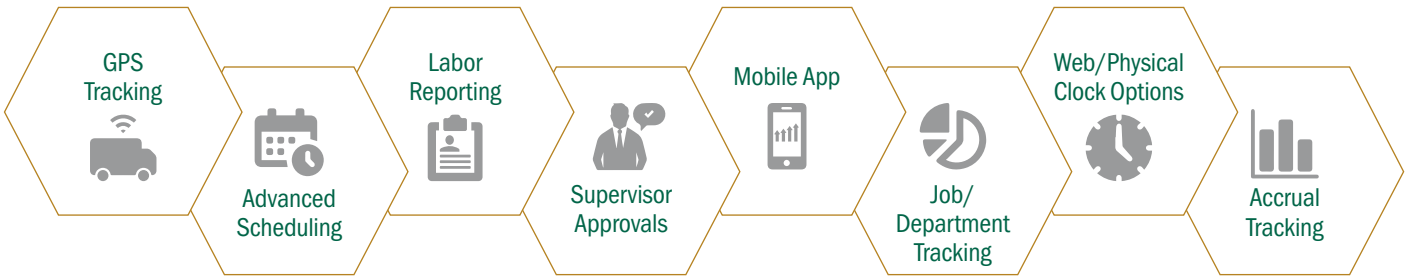 GPS
Tracking
Advanced
Scheduling
Labor
Reporting
Supervisor
Approvals
Mobile App
Job/
Department
Tracking
Web/Physical
Clock Options
Accrual
Tracking